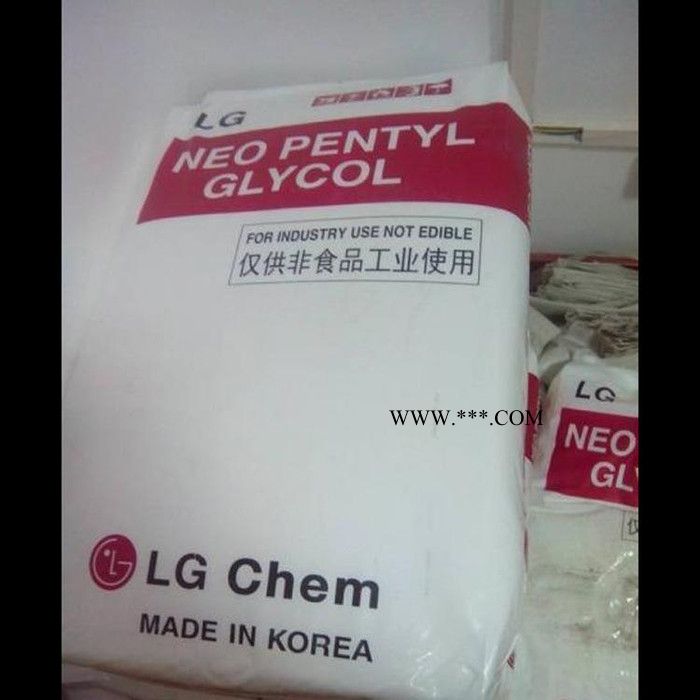 LG
NEO PENTYL
GLYCOL
FOR INDUSTRY USE NOT EDIBLE
仅供非食品工业使用
WWW.***.COM
LG Chem
MADE IN KOREA
LG
NEO
GL
仅